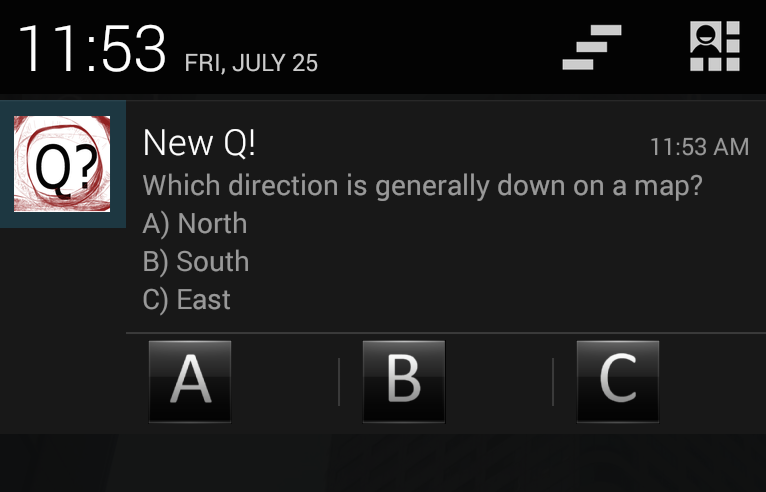 11:53 FRI, JULY 25
Q?
New Q! 11:53 AM
Which direction is generally down on a map?
A) North
B) South
C) East
A B C